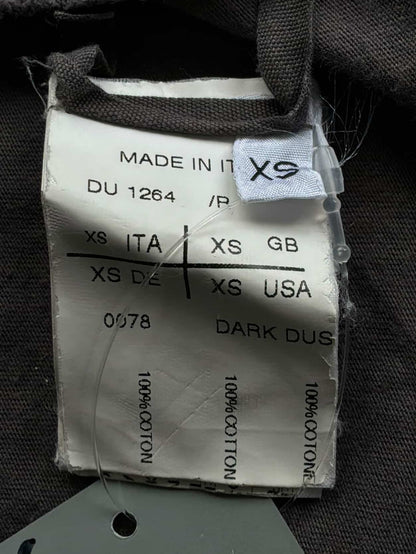 MADE IN IT
XS
DU 1264 /R
XS ITA XS GB
XS DE XS USA
0078 DARK DUS
100%COTTON
100%COTTON
100%COTONE